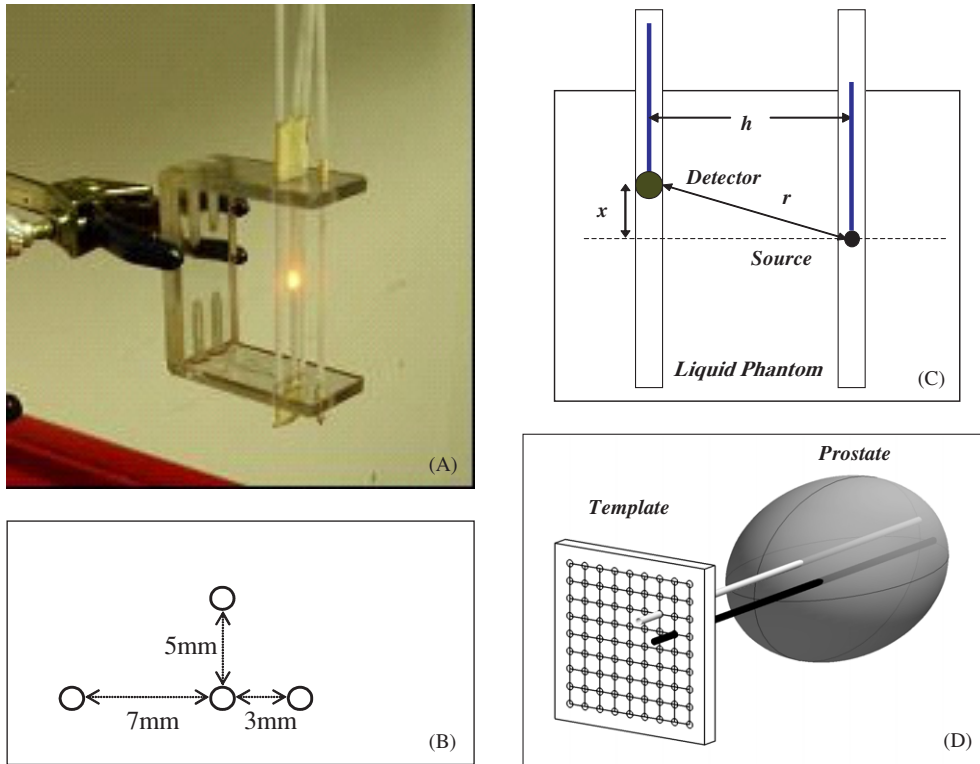 (A)
5mm
7mm
3mm
(B)
h
Detector
r
x
Source
Liquid Phantom
(C)
Prostate
Template
(D)